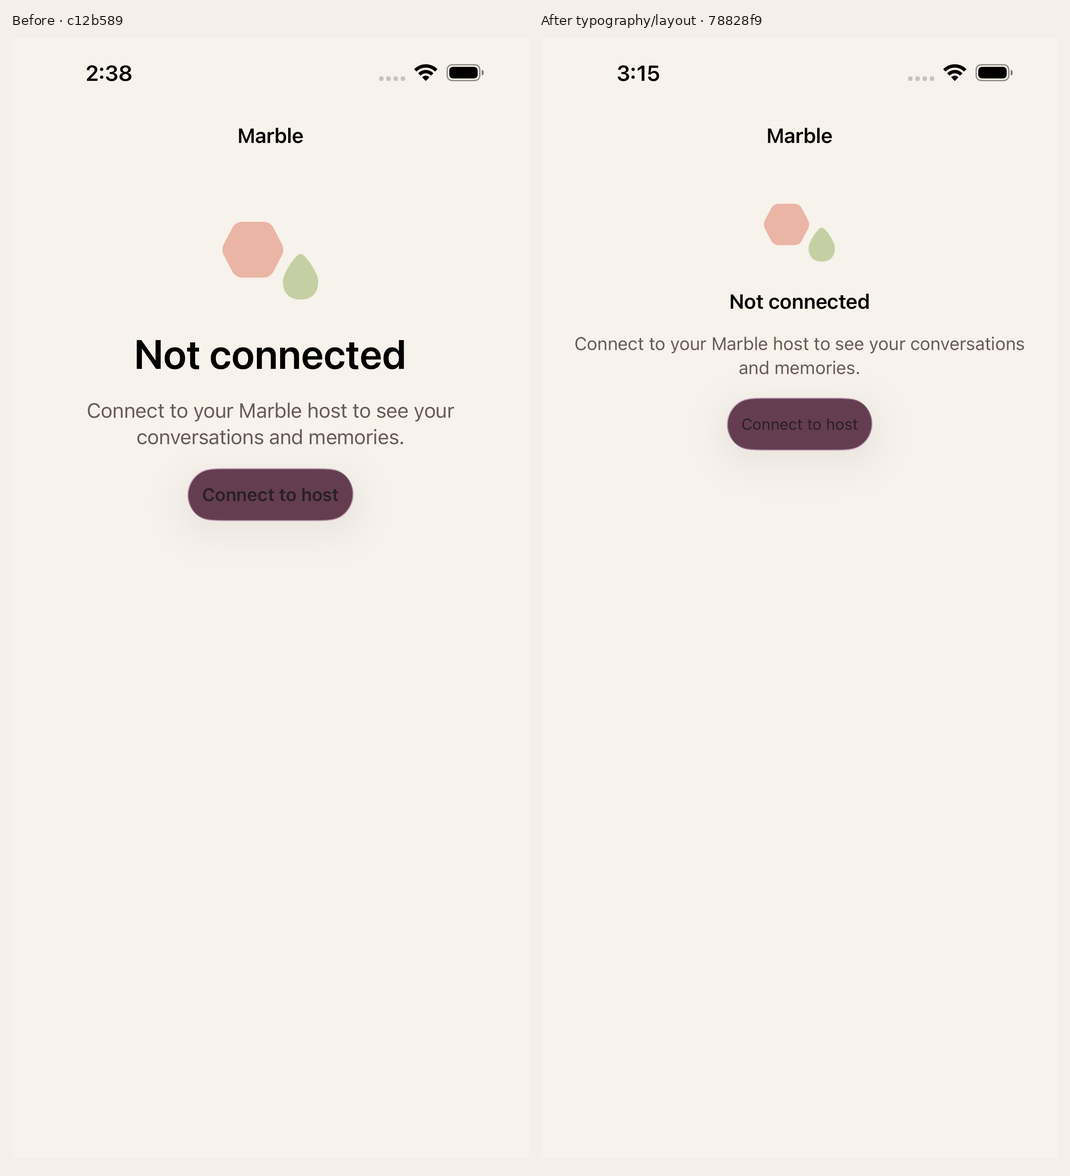 Before · c12b589
2:38
Marble
Not connected
Connect to your Marble host to see your
conversations and memories.
Connect to host
After typography/layout · 78828f9
3:15
Marble
Not connected
Connect to your Marble host to see your conversations
and memories.
Connect to host